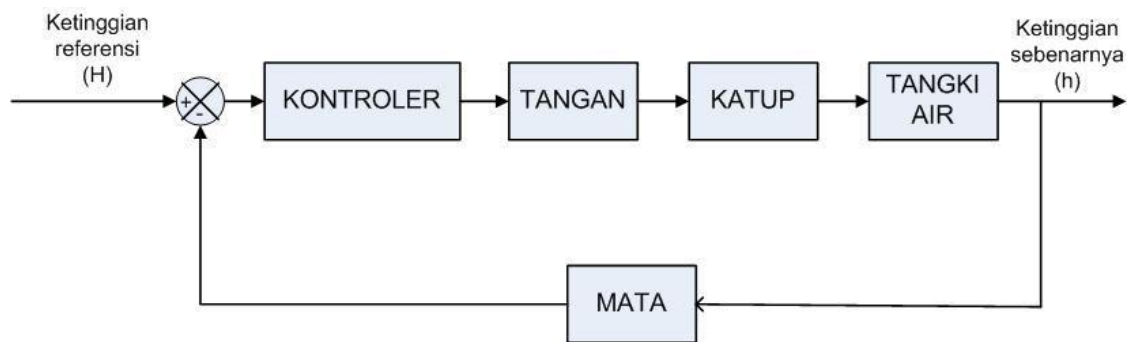 Ketinggian
referensi
(H)
Ketinggian
sebenarnya
(h)
+
-
KONTROLER
TANGAN
KATUP
TANGKI
AIR
MATA